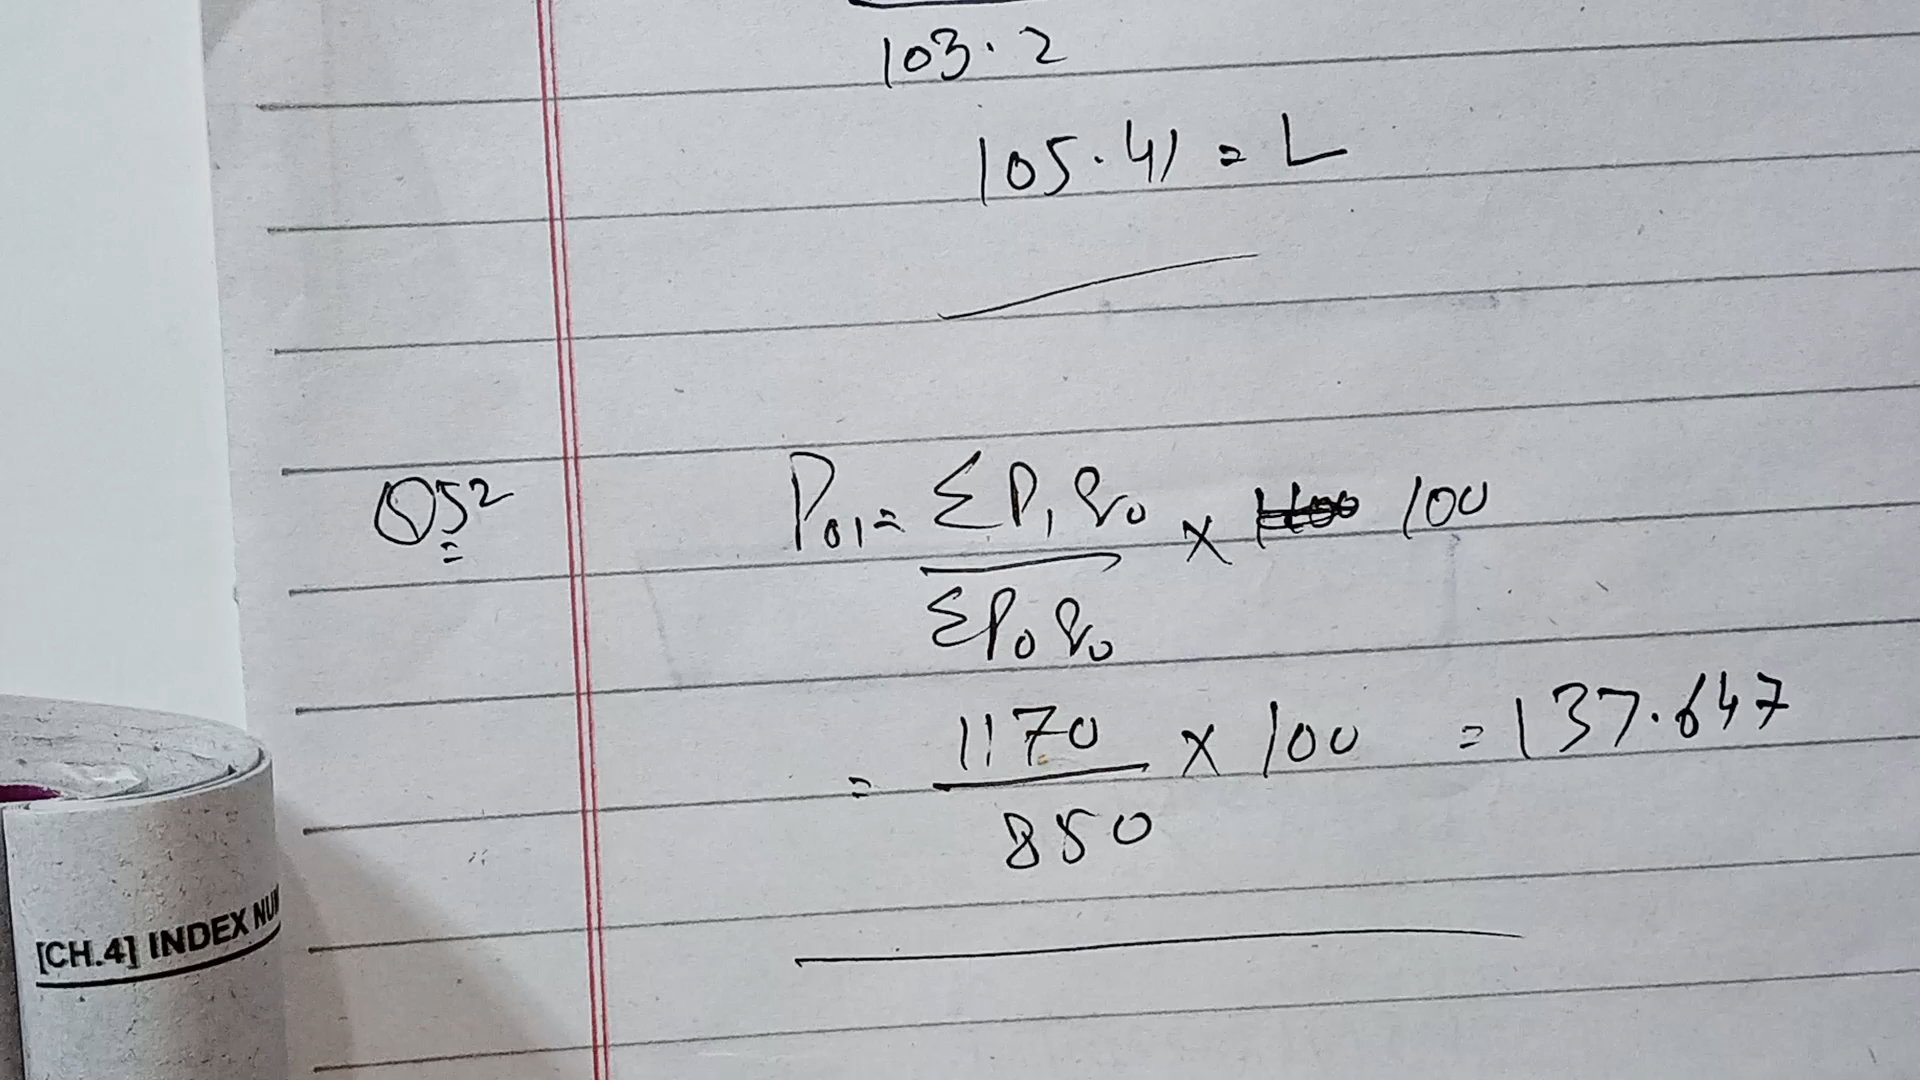 103.2
105.41 = L
Q52
P₀₁ = ΣP₁q₀ × 100
ΣP₀q₀
= 1170 × 100 = 137.647
850
[CH.4] INDEX NU